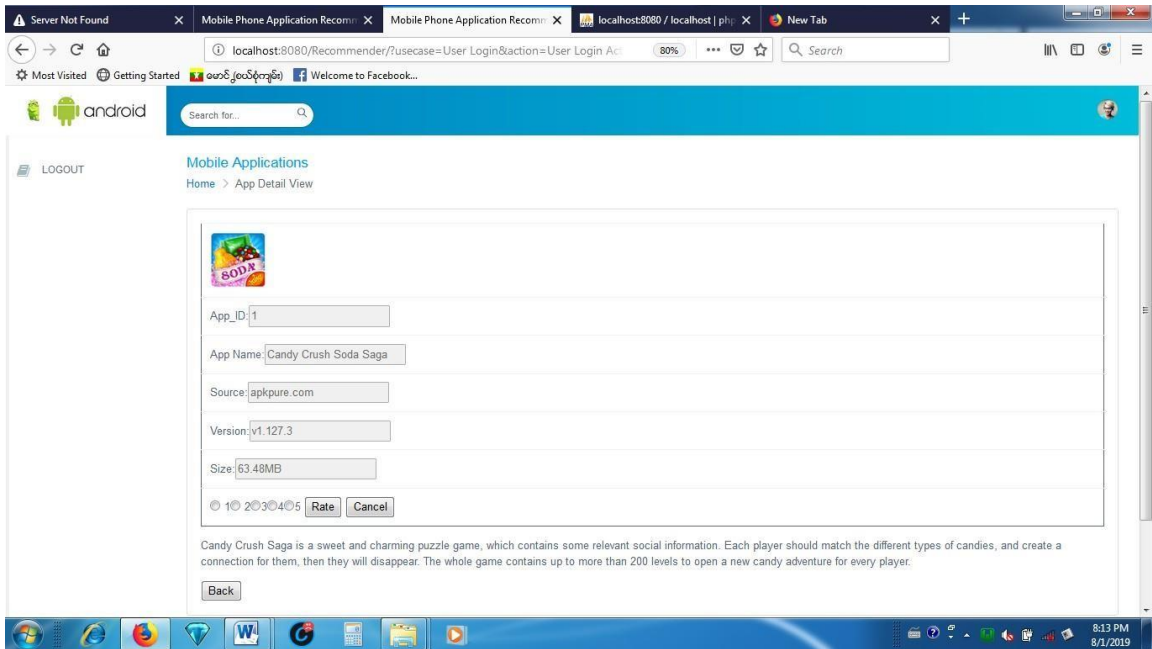 Server Not Found
Mobile Phone Application Recomm
Mobile Phone Application Recomm
localhost:8080 / localhost | php
New Tab
localhost:8080/Recommender/?usecase=User Login&action=User Login Act
80%
Search
Most Visited
Getting Started
Welcome to Facebook...
android
Search for...
LOGOUT
Mobile Applications
Home > App Detail View
SODA
App_ID: 1
App Name: Candy Crush Soda Saga
Source: apkpure.com
Version: v1.127.3
Size: 63.48MB
1 2 3 4 5 Rate Cancel
Candy Crush Saga is a sweet and charming puzzle game, which contains some relevant social information. Each player should match the different types of candies, and create a
connection for them, then they will disappear. The whole game contains up to more than 200 levels to open a new candy adventure for every player.
Back
8:13 PM
8/1/2019